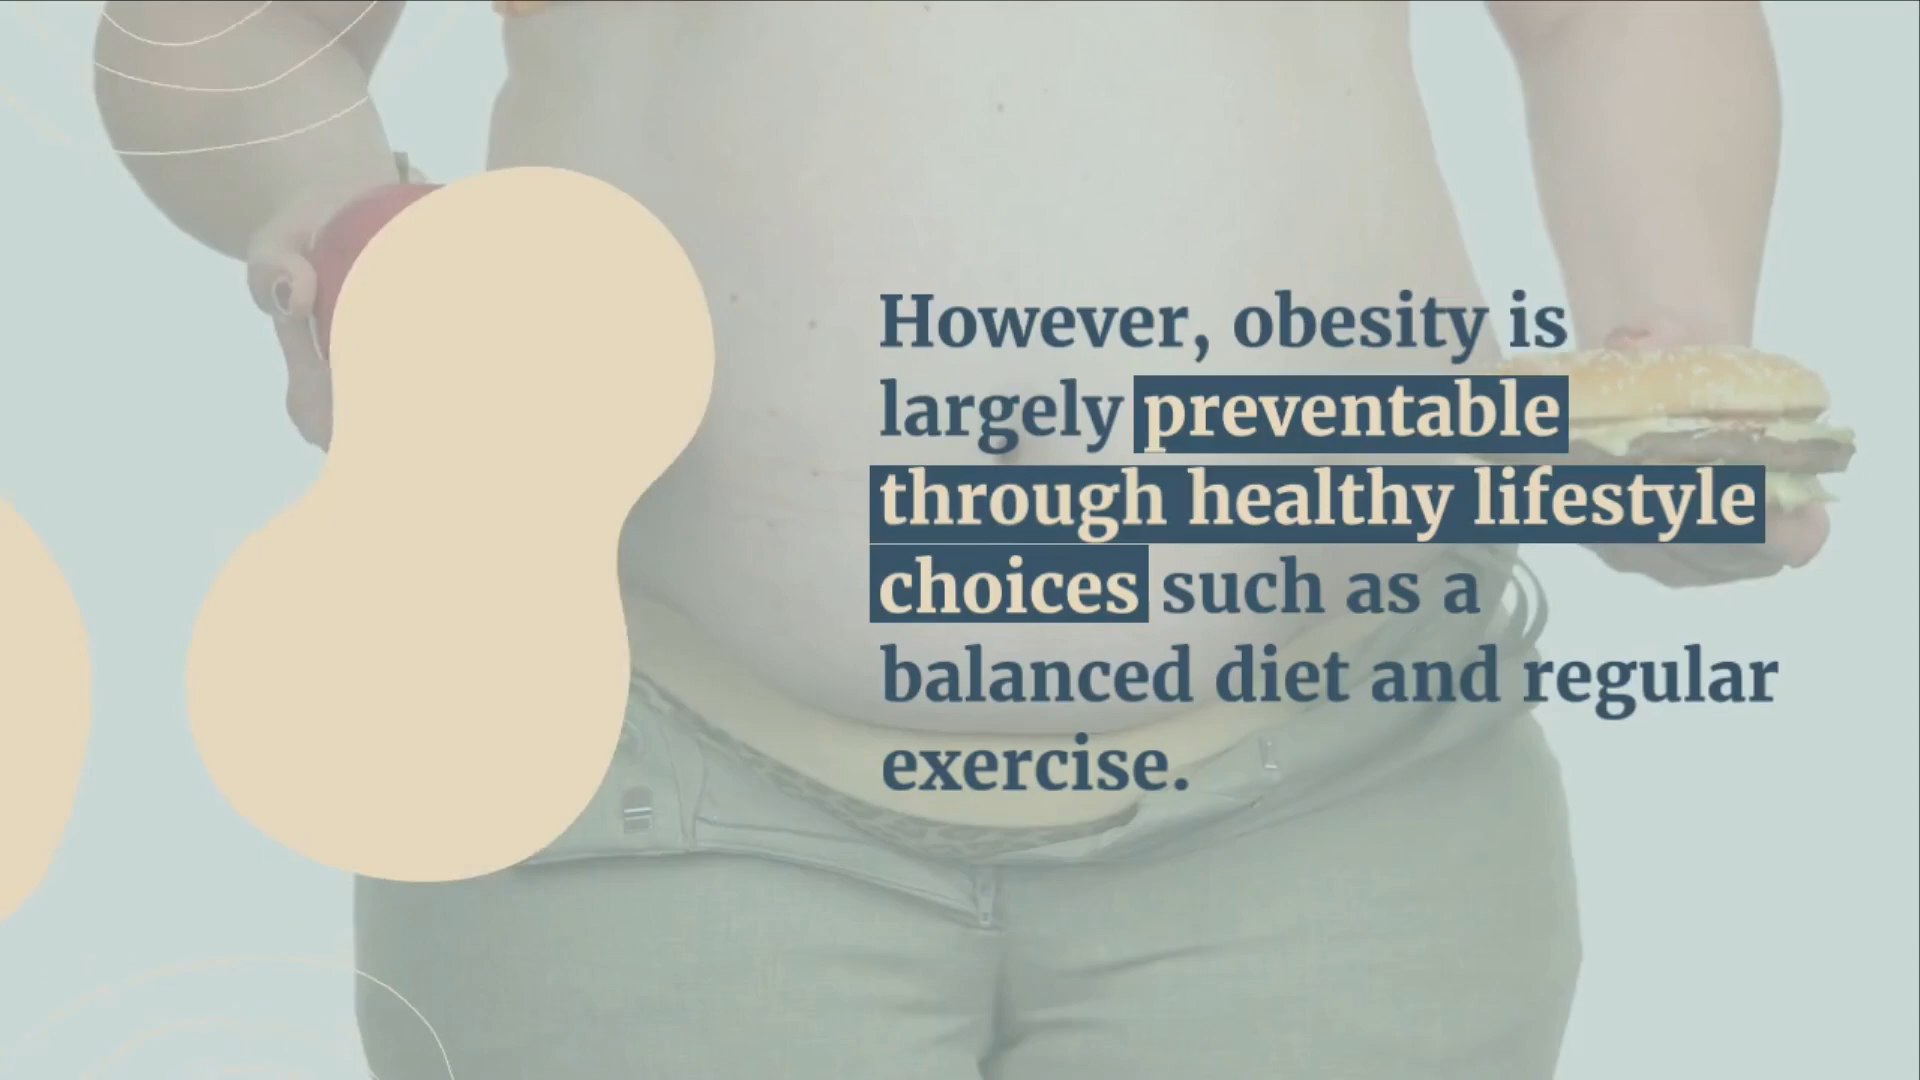 However, obesity is
largely preventable
through healthy lifestyle
choices such as a
balanced diet and regular
exercise.